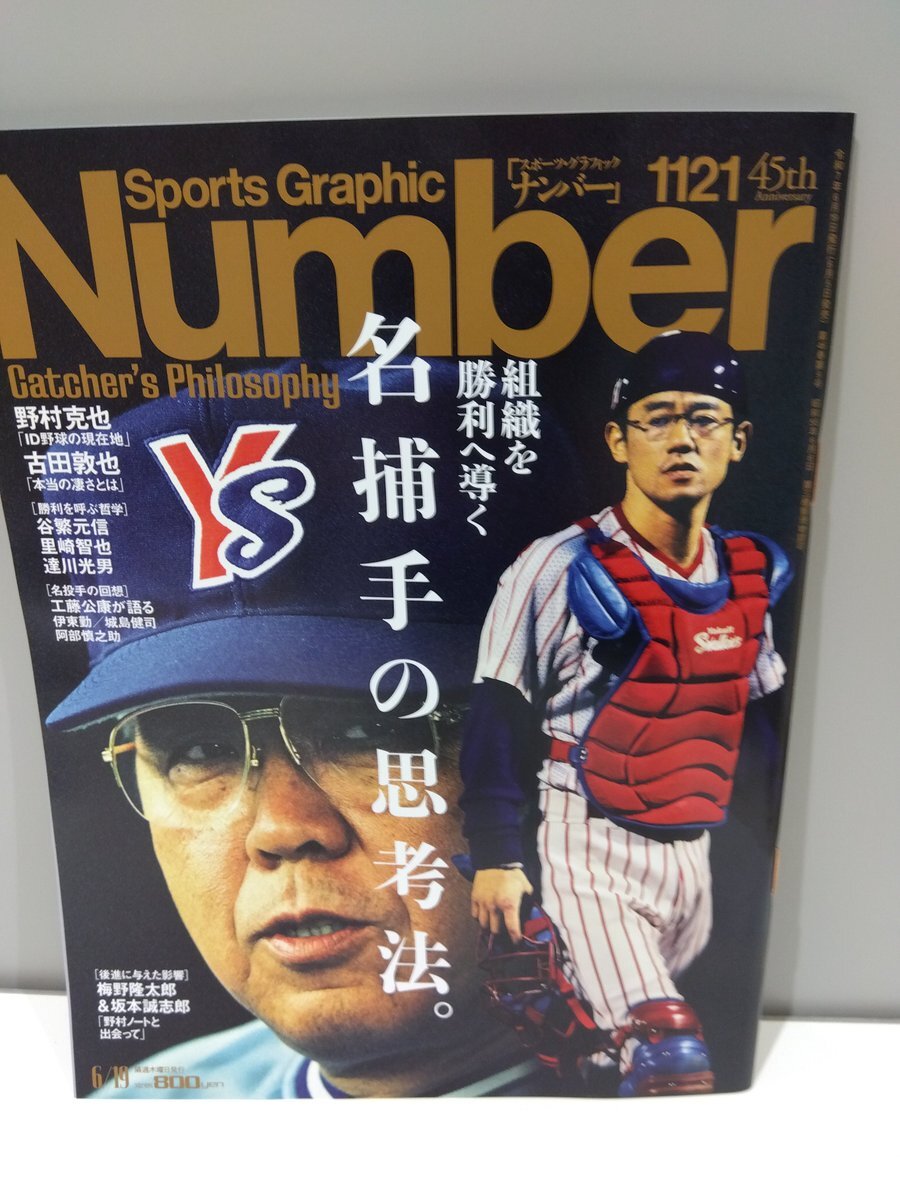 Sports Graphic
Number
「スポーツ・グラフィック
ナンバー」
1121
45th
Anniversary
Catcher's Philosophy
組織を
勝利へ導く
名捕手の思考法。
野村克也
「ID野球の現在地」
古田敦也
「本当の凄さとは」
[勝利を呼ぶ哲学]
谷繁元信
里崎智也
達川光男
[名投手の回想]
工藤公康が語る
伊東勤／城島健司
阿部慎之助
YS
Swallows
[後進に与えた影響]
梅野隆太郎
&坂本誠志郎
「野村ノートと
出会って」
6/19
隔週木曜日発行
800yen